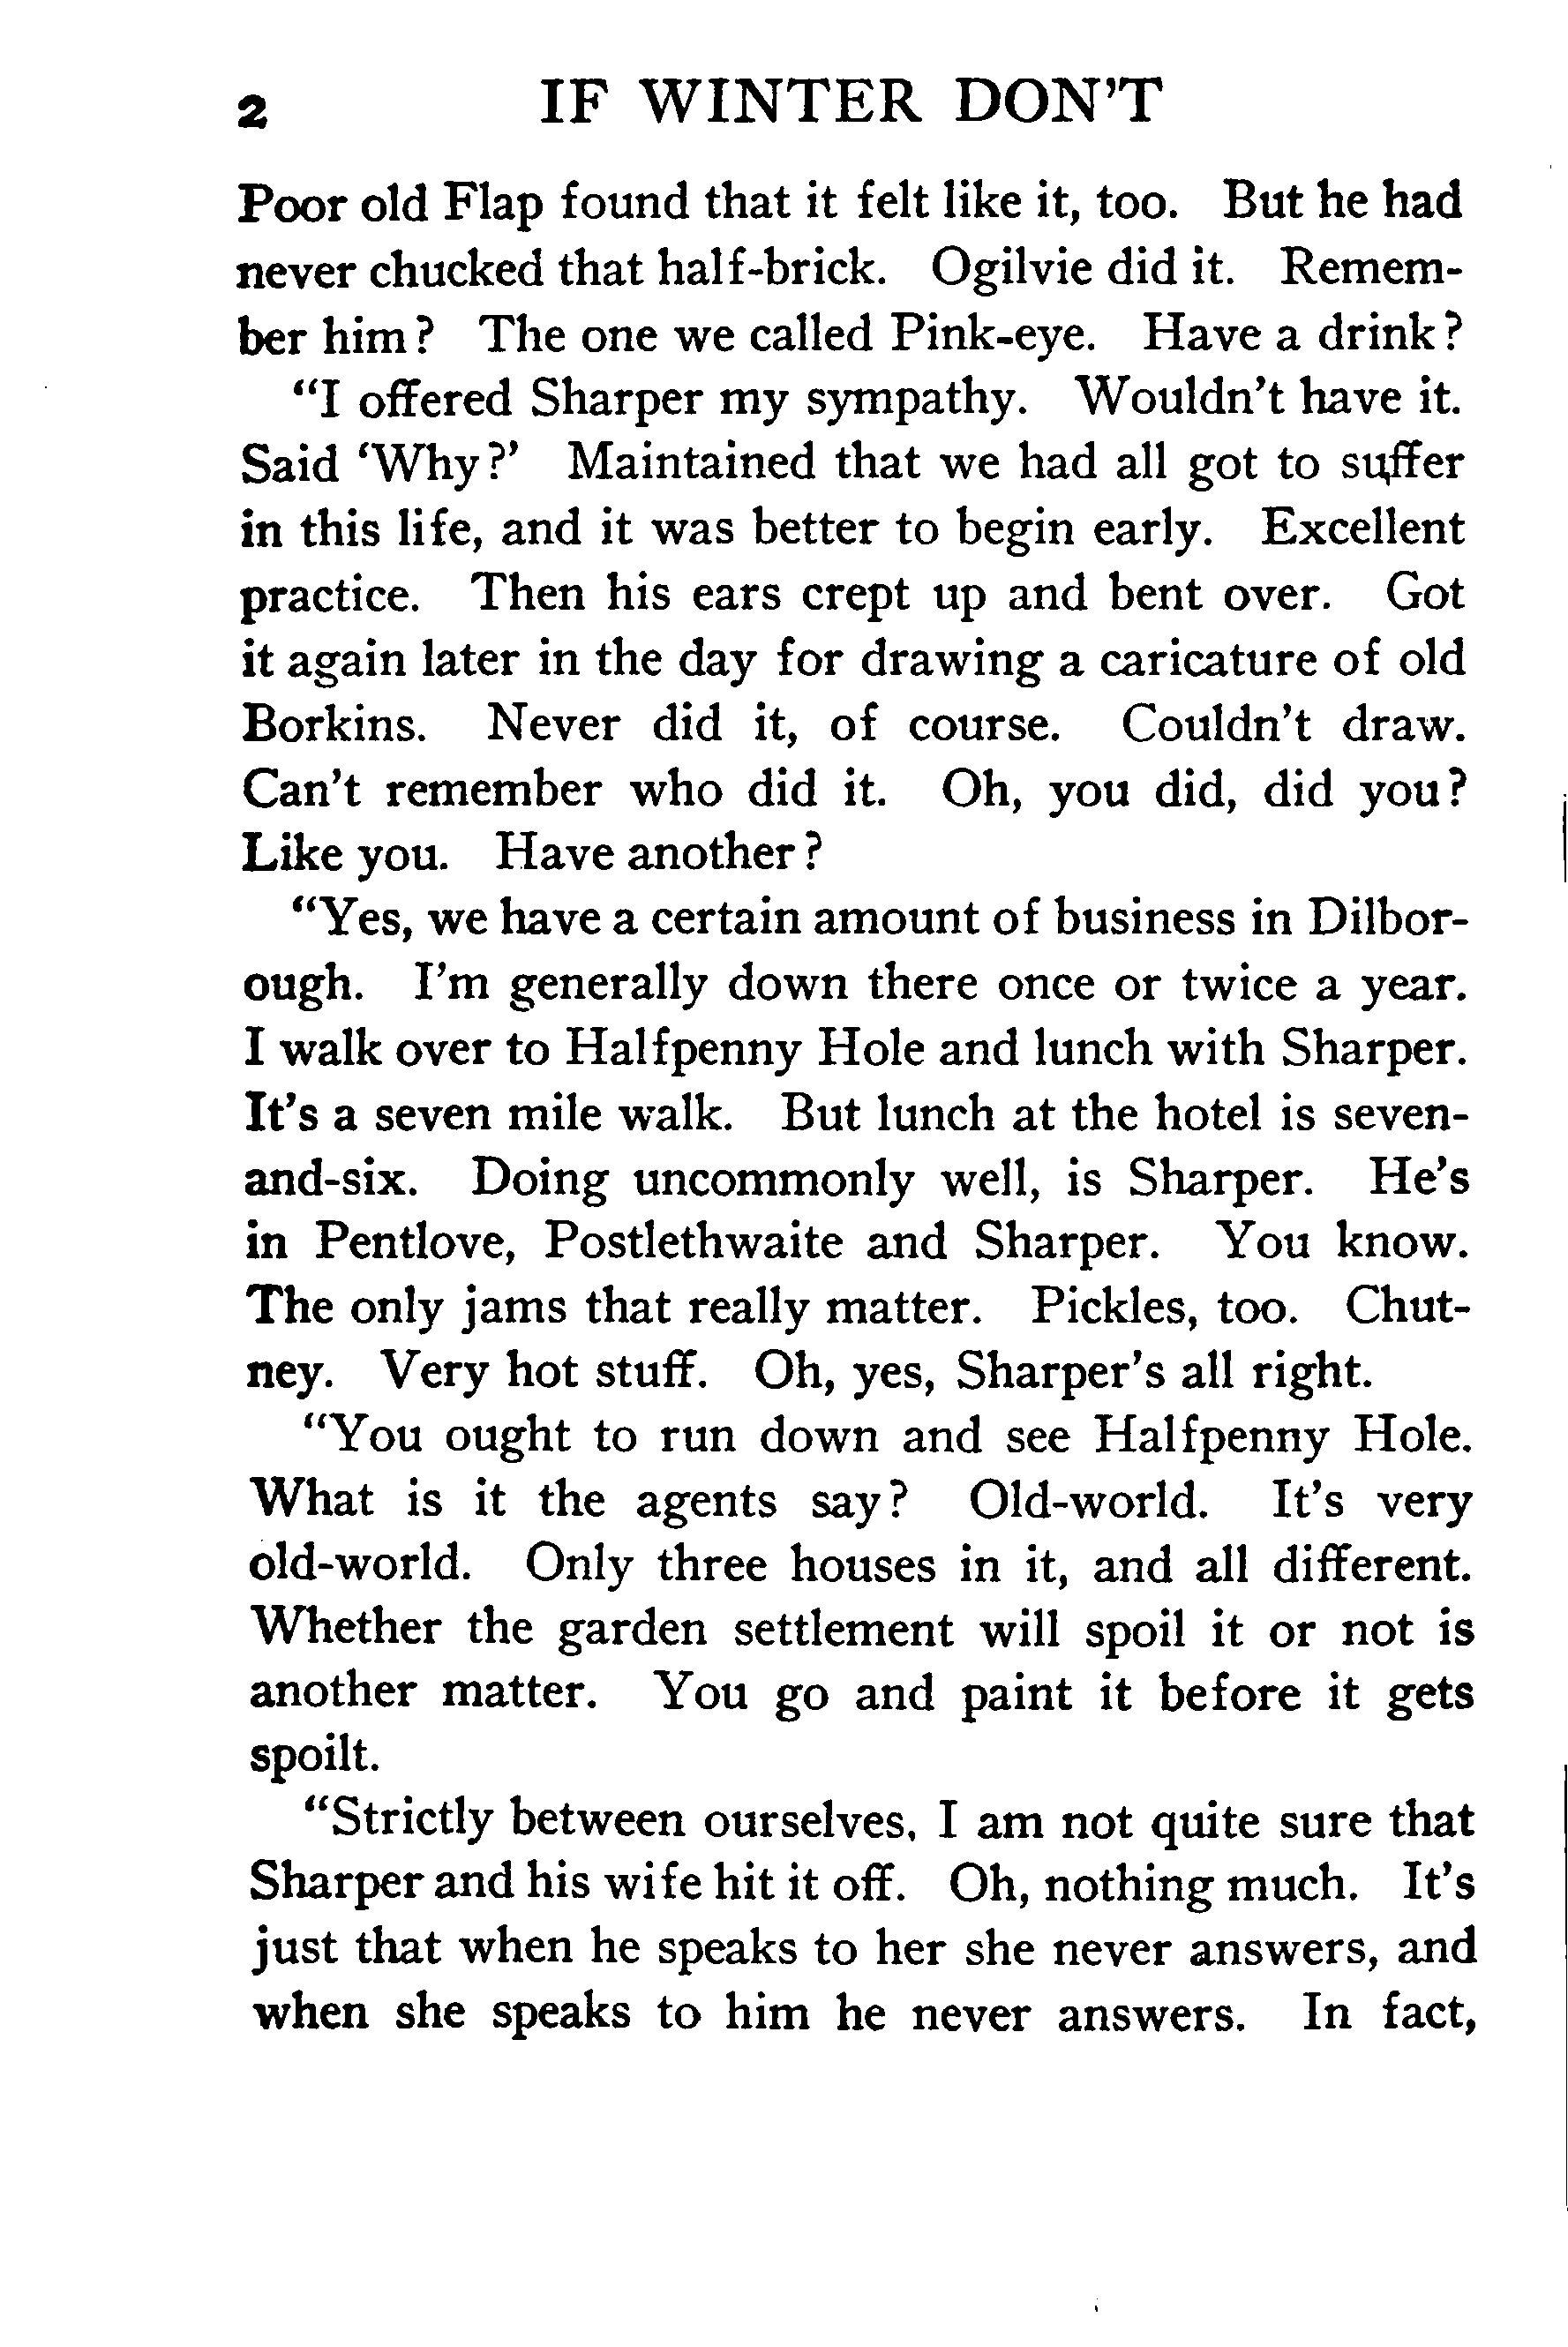 2 IF WINTER DON'T
Poor old Flap found that it felt like it, too. But he had
never chucked that half-brick. Ogilvie did it. Remem-
ber him? The one we called Pink-eye. Have a drink?
"I offered Sharper my sympathy. Wouldn't have it.
Said 'Why?' Maintained that we had all got to suffer
in this life, and it was better to begin early. Excellent
practice. Then his ears crept up and bent over. Got
it again later in the day for drawing a caricature of old
Borkins. Never did it, of course. Couldn't draw.
Can't remember who did it. Oh, you did, did you?
Like you. Have another?
"Yes, we have a certain amount of business in Dilbor-
ough. I'm generally down there once or twice a year.
I walk over to Halfpenny Hole and lunch with Sharper.
It's a seven mile walk. But lunch at the hotel is seven-
and-six. Doing uncommonly well, is Sharper. He's
in Pentlove, Postlethwaite and Sharper. You know.
The only jams that really matter. Pickles, too. Chut-
ney. Very hot stuff. Oh, yes, Sharper's all right.
"You ought to run down and see Halfpenny Hole.
What is it the agents say? Old-world. It's very
old-world. Only three houses in it, and all different.
Whether the garden settlement will spoil it or not is
another matter. You go and paint it before it gets
spoilt.
"Strictly between ourselves, I am not quite sure that
Sharper and his wife hit it off. Oh, nothing much. It's
just that when he speaks to her she never answers, and
when she speaks to him he never answers. In fact,